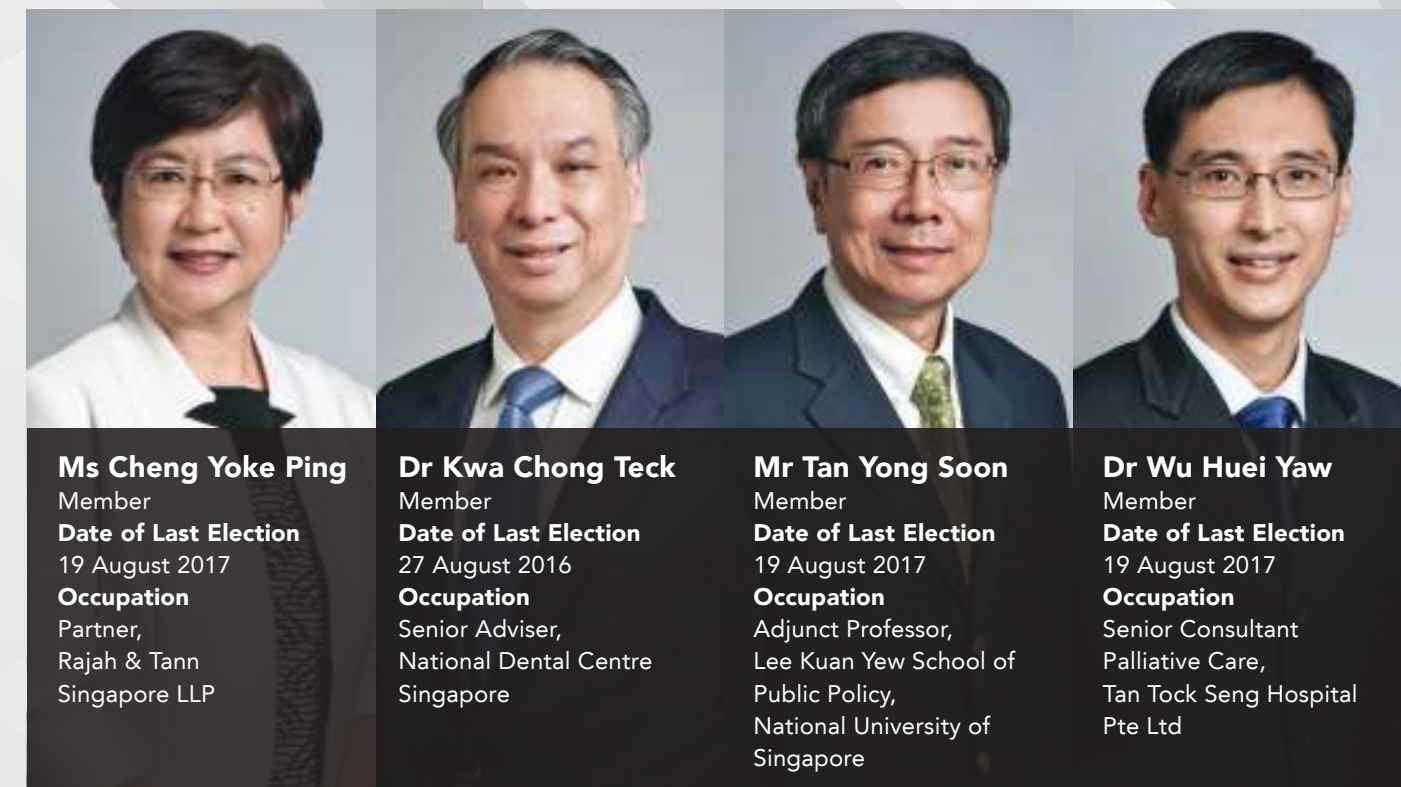 Ms Cheng Yoke Ping
Member
Date of Last Election
19 August 2017
Occupation
Partner,
Rajah & Tann
Singapore LLP
Dr Kwa Chong Teck
Member
Date of Last Election
27 August 2016
Occupation
Senior Adviser,
National Dental Centre
Singapore
Mr Tan Yong Soon
Member
Date of Last Election
19 August 2017
Occupation
Adjunct Professor,
Lee Kuan Yew School of
Public Policy,
National University of
Singapore
Dr Wu Huei Yaw
Member
Date of Last Election
19 August 2017
Occupation
Senior Consultant
Palliative Care,
Tan Tock Seng Hospital
Pte Ltd